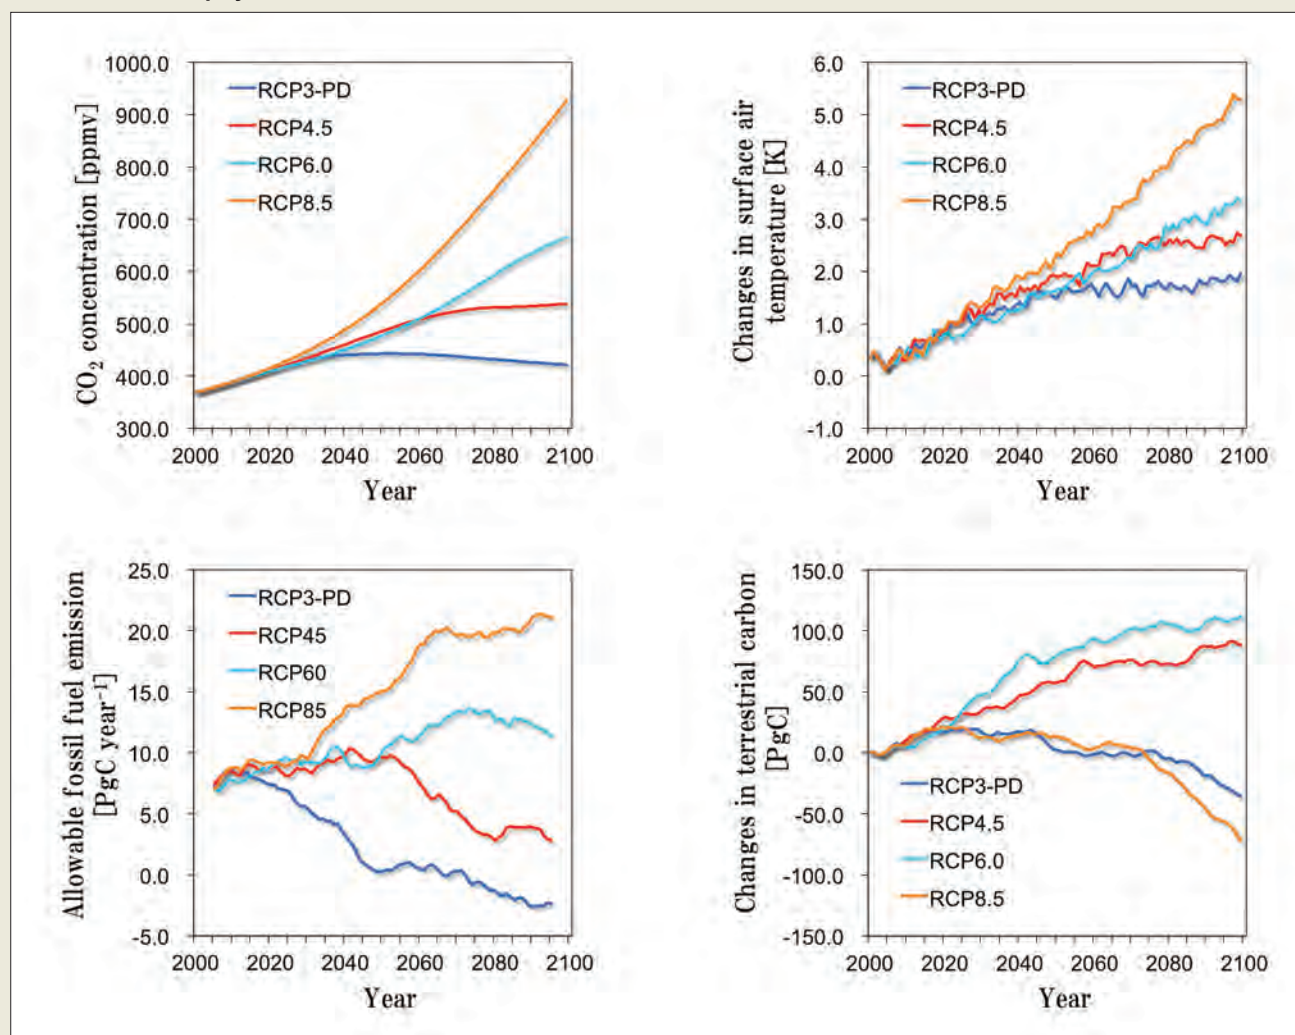 1000.0
900.0
800.0
700.0
600.0
500.0
400.0
300.0
CO₂ concentration [ppmv]
RCP3-PD
RCP4.5
RCP6.0
RCP8.5
2000 2020 2040 2060 2080 2100
Year
6.0
5.0
4.0
3.0
2.0
1.0
0.0
-1.0
Changes in surface air
temperature [K]
RCP3-PD
RCP4.5
RCP6.0
RCP8.5
2000 2020 2040 2060 2080 2100
Year
25.0
20.0
15.0
10.0
5.0
0.0
-5.0
Allowable fossil fuel emission
[PgC year⁻¹]
RCP3-PD
RCP45
RCP60
RCP85
2000 2020 2040 2060 2080 2100
Year
150.0
100.0
50.0
0.0
-50.0
-100.0
-150.0
Changes in terrestrial carbon
[PgC]
RCP3-PD
RCP4.5
RCP6.0
RCP8.5
2000 2020 2040 2060 2080 2100
Year